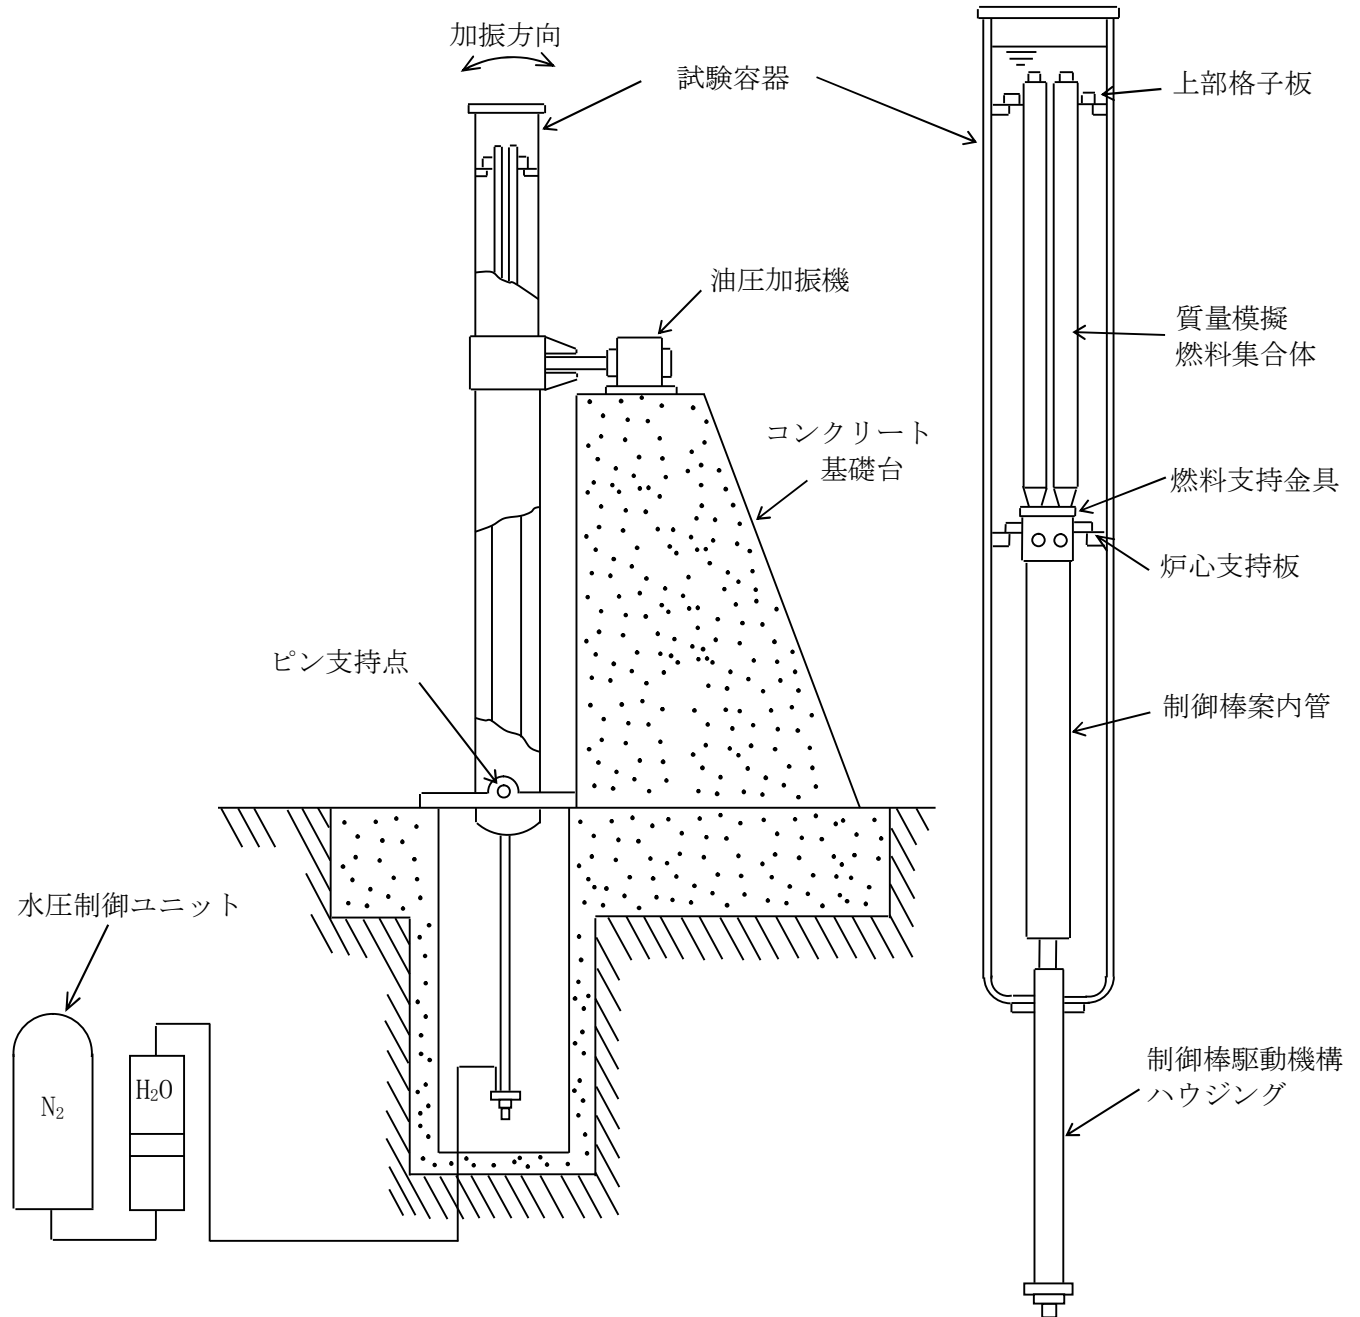 加振方向
試験容器
上部格子板
油圧加振機
質量模擬
燃料集合体
コンクリート
基礎台
燃料支持金具
炉心支持板
ピン支持点
制御棒案内管
水圧制御ユニット
制御棒駆動機構
ハウジング
N₂
H₂O